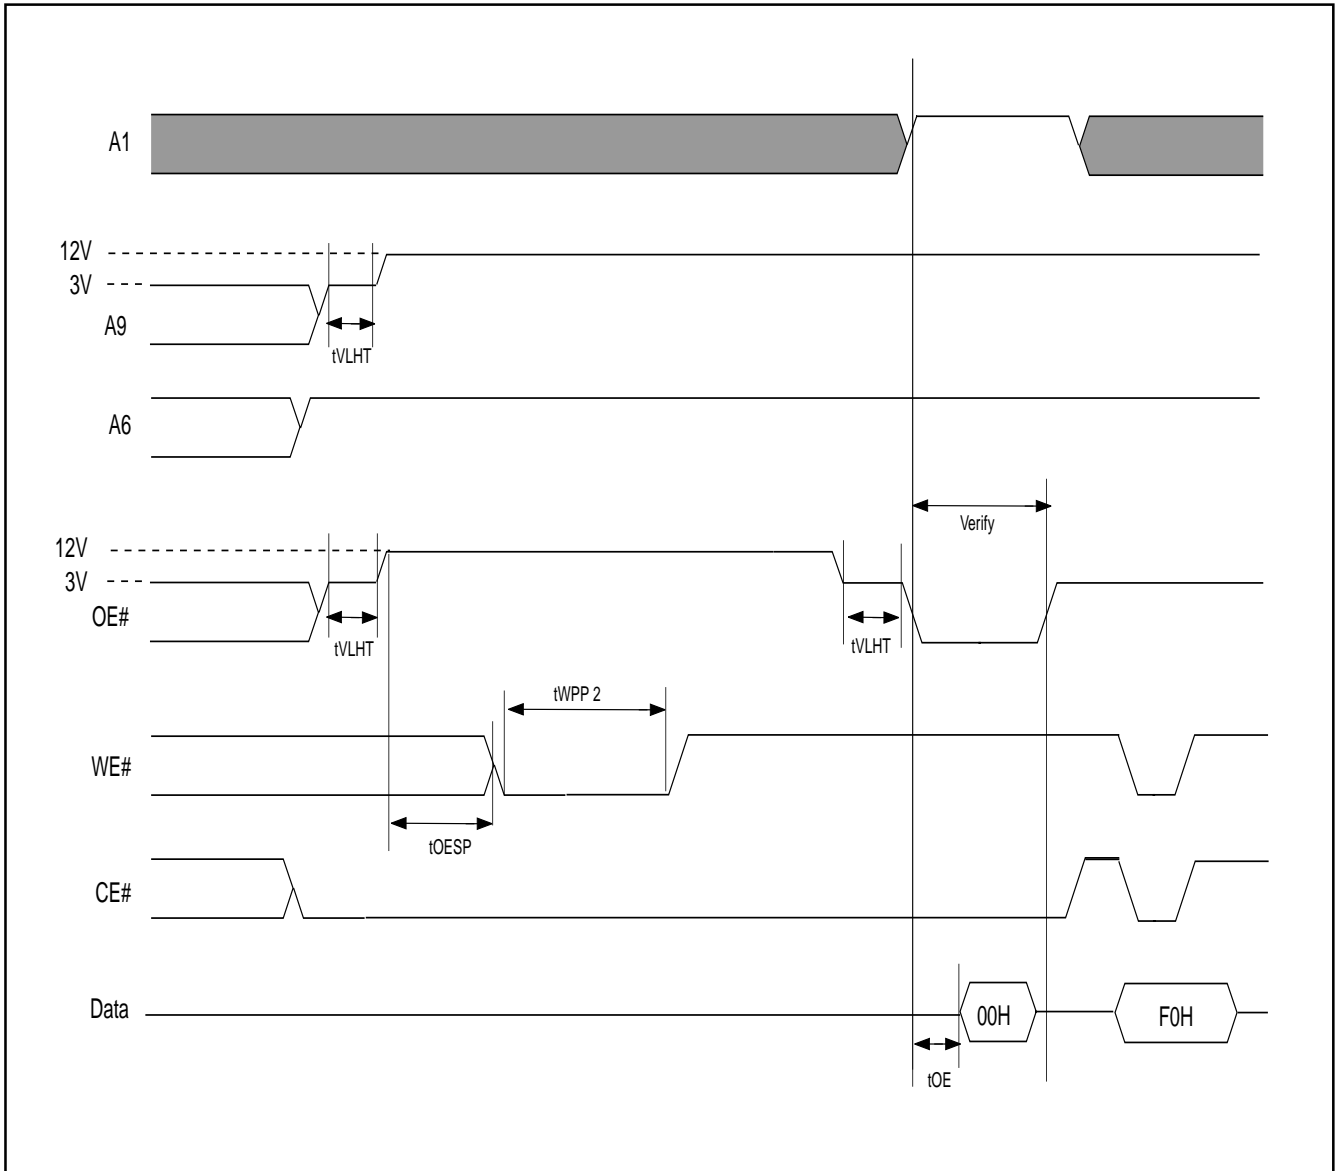 A1
12V
3V
A9
tVLHT
A6
Verify
12V
3V
OE#
tVLHT
tVLHT
tWPP 2
WE#
tOESP
CE#
Data
00H
F0H
tOE